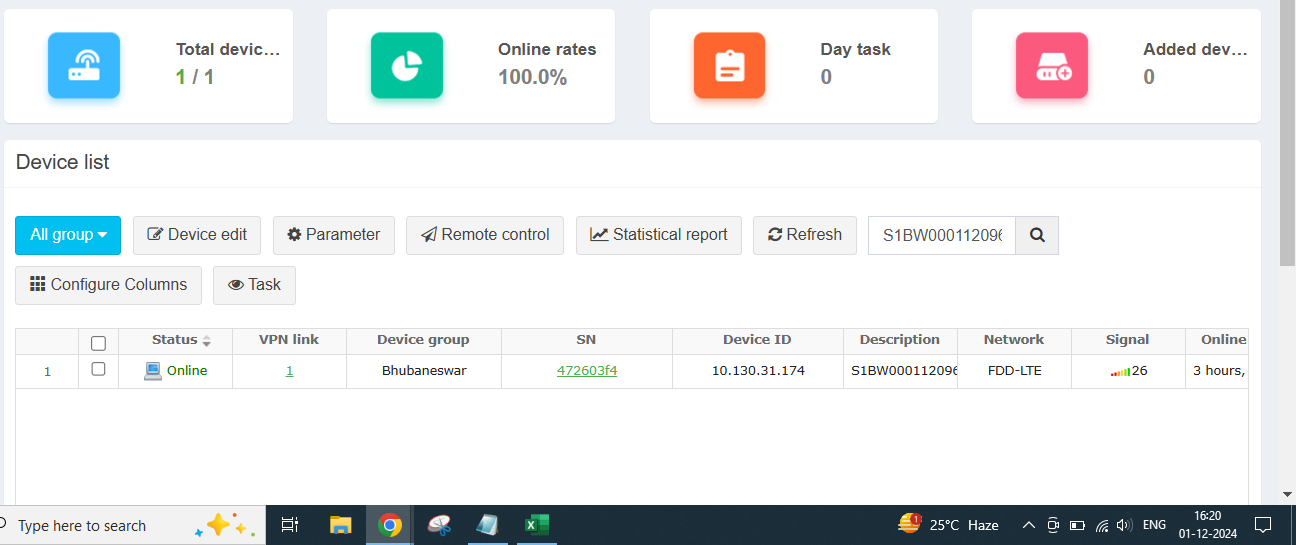 Total devic... Online rates Day task Added dev...
1 / 1 100.0% 0 0
Device list
All group Device edit Parameter Remote control Statistical report Refresh S1BW000112096
Configure Columns Task
Status VPN link Device group SN Device ID Description Network Signal Online
1 Online 1 Bhubaneswar 472603f4 10.130.31.174 S1BW000112096 FDD-LTE 26 3 hours,
Type here to search 1 25°C Haze ENG 16:20
01-12-2024